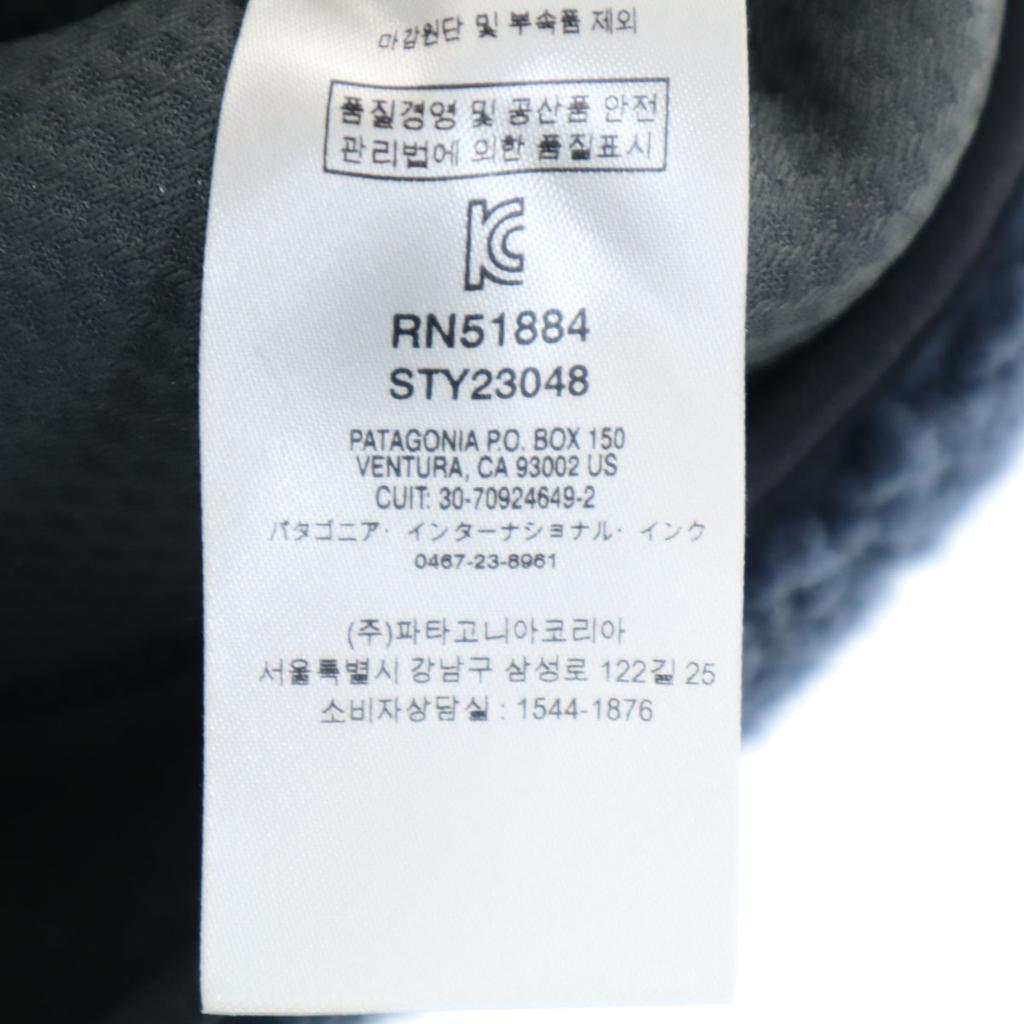 마감원단 및 부속품 제외
품질경영 및 공산품 안전
관리법에 의한 품질표시
KC
RN51884
STY23048
PATAGONIA P.O. BOX 150
VENTURA, CA 93002 US
CUIT: 30-70924649-2
パタゴニア・インターナショナル・インク
0467-23-8961
(주)파타고니아코리아
서울특별시 강남구 삼성로 122길 25
소비자상담실 : 1544-1876